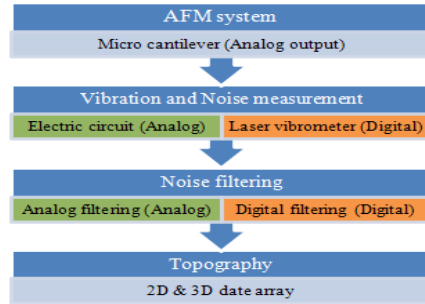 AFM system
Micro cantilever (Analog output)
Vibration and Noise measurement
Electric circuit (Analog) Laser vibrometer (Digital)
Noise filtering
Analog filtering (Analog) Digital filtering (Digital)
Topography
2D & 3D date array